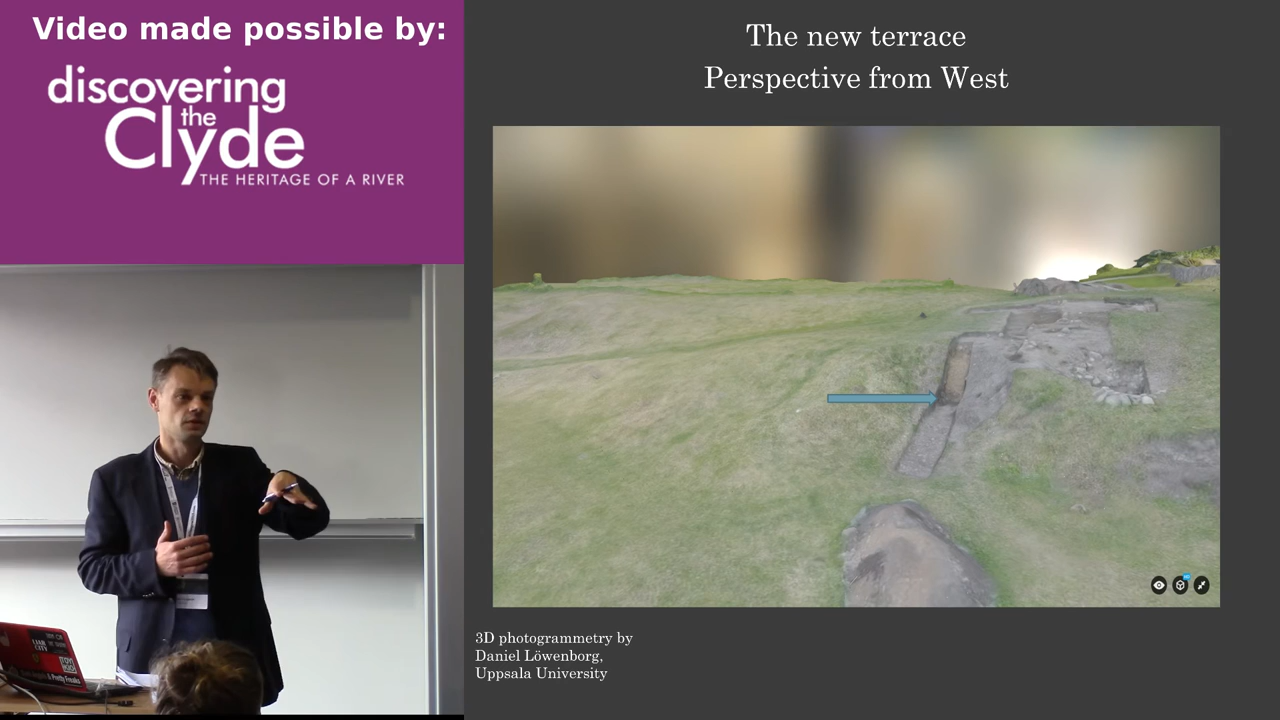 Video made possible by:
discovering
the
Clyde
THE HERITAGE OF A RIVER
The new terrace
Perspective from West
3D photogrammetry by
Daniel Löwenborg,
Uppsala University